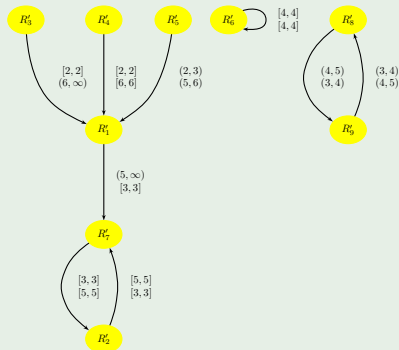 R′₃ R′₄ R′₅ R′₆ R′₈
[4, 4]
[4, 4]
[2, 2] [2, 2] (2, 3) (4, 5) (3, 4)
(6, ∞) [6, 6] (5, 6) (3, 4) (4, 5)
R′₁ R′₉
(5, ∞)
[3, 3]
R′₇
[3, 3] [5, 5]
[5, 5] [3, 3]
R′₂